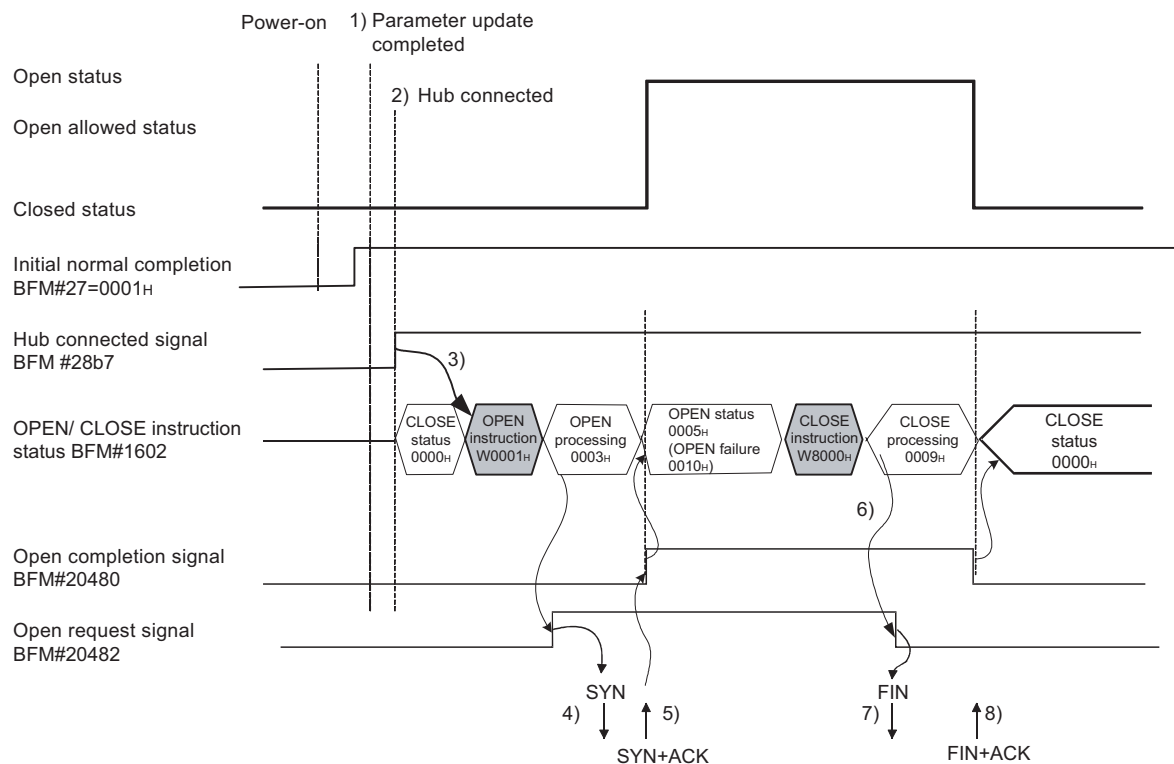 Power-on
1) Parameter update
completed
Open status
2) Hub connected
Open allowed status
Closed status
Initial normal completion
BFM#27=0001H
Hub connected signal
BFM #28b7
3)
OPEN/ CLOSE instruction
status BFM#1602
CLOSE
status
0000H
OPEN
instruction
W0001H
OPEN
processing
0003H
OPEN status
0005H
(OPEN failure
0010H)
CLOSE
instruction
W8000H
CLOSE
processing
0009H
CLOSE
status
0000H
6)
Open completion signal
BFM#20480
Open request signal
BFM#20482
SYN
4)
5)
SYN+ACK
FIN
7)
8)
FIN+ACK